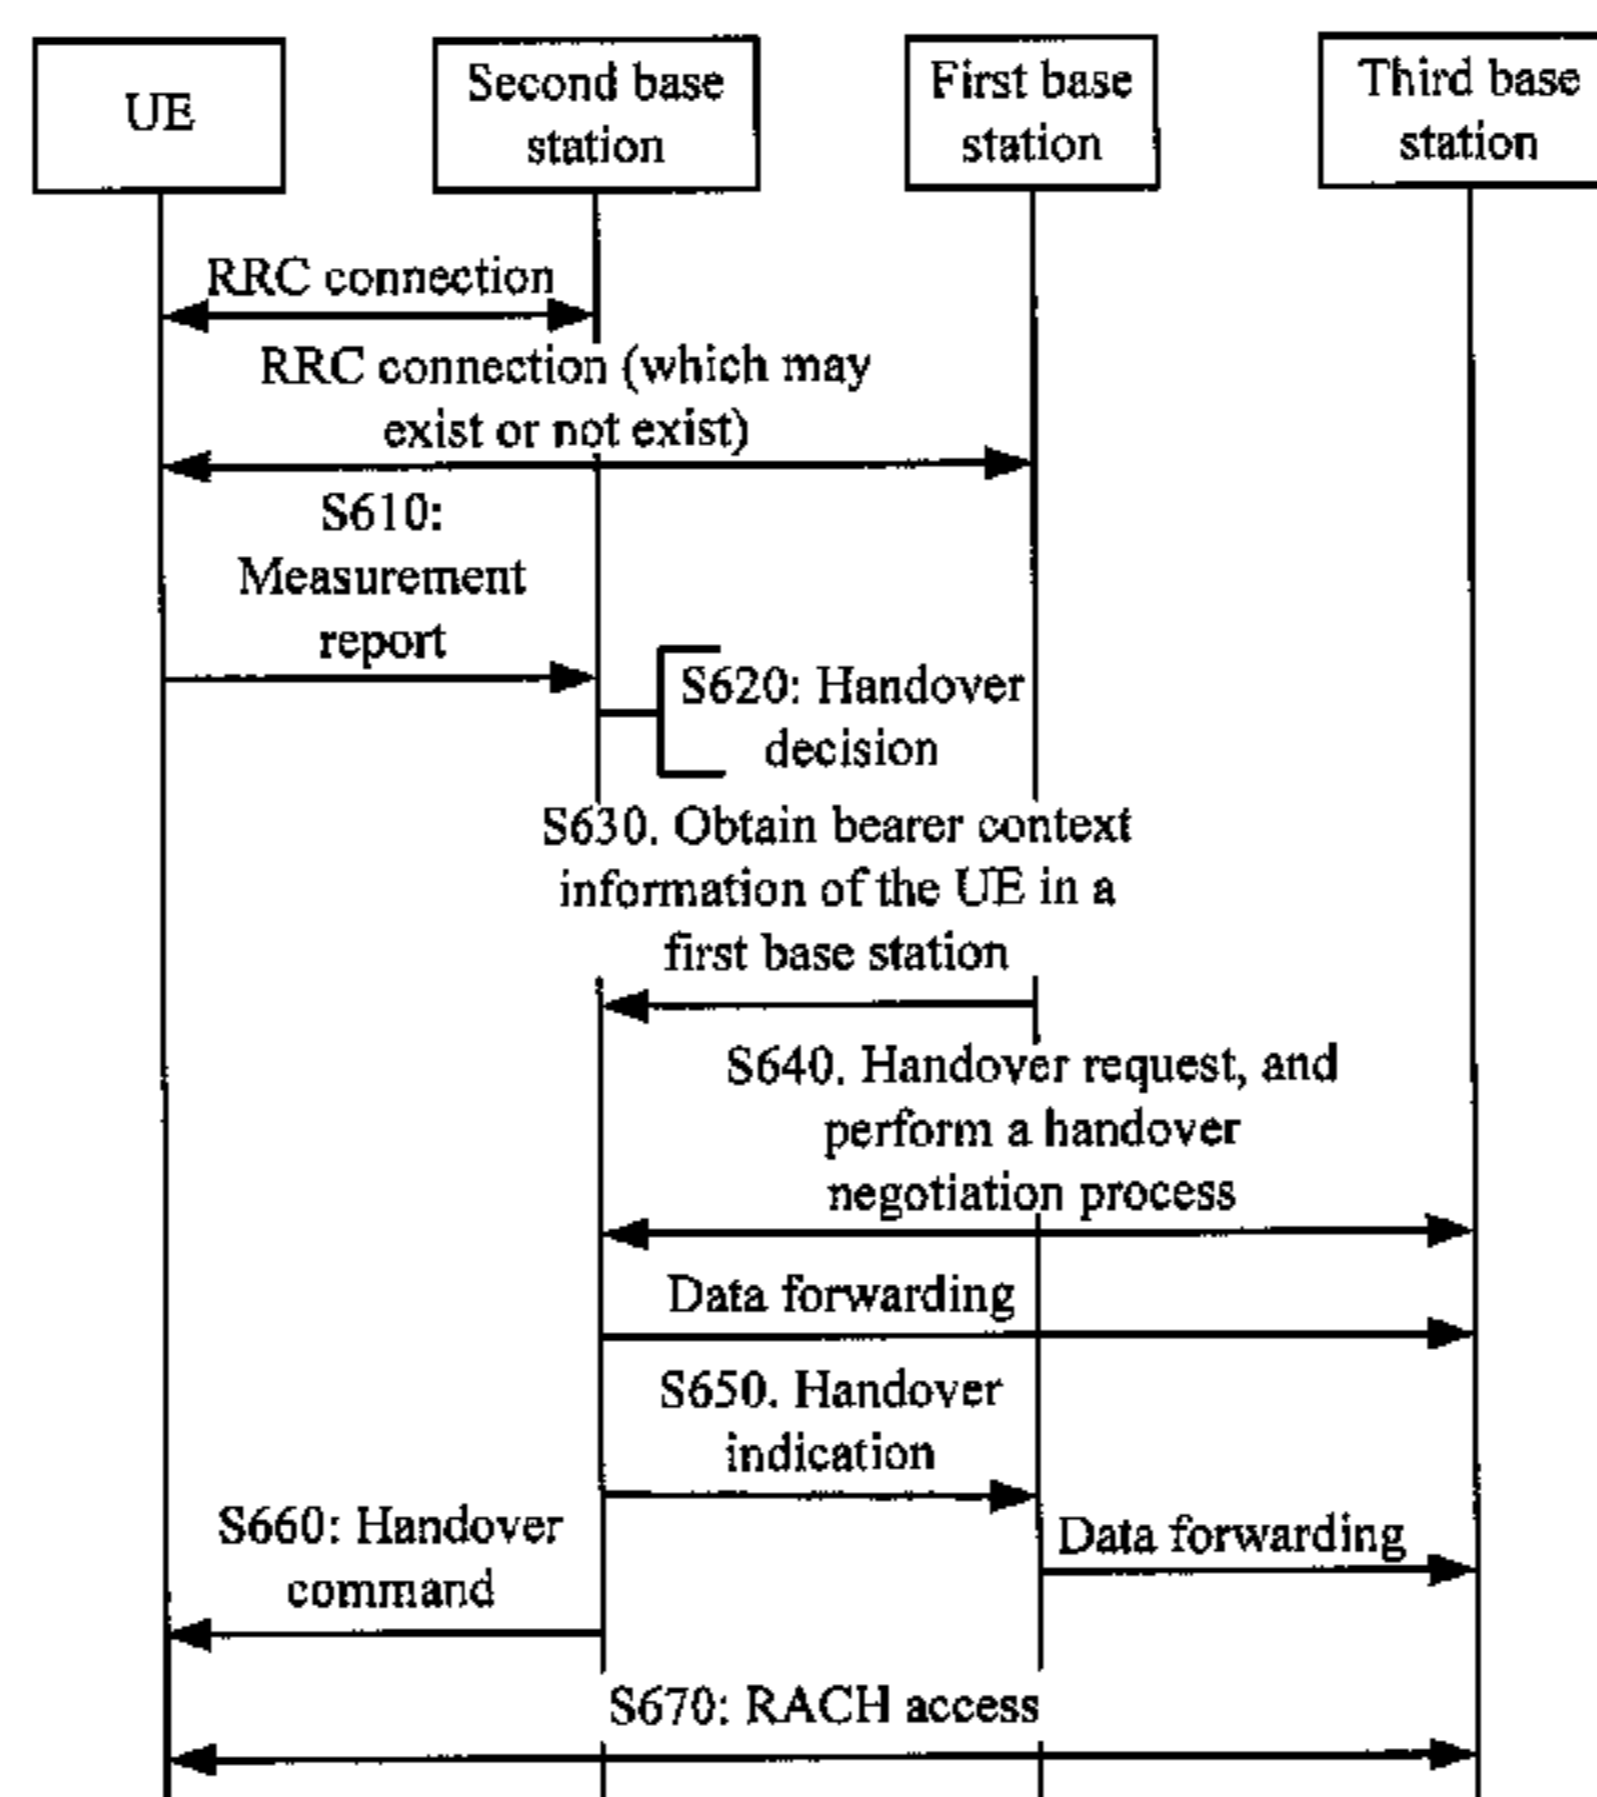 UE
Second base
station
First base
station
Third base
station
RRC connection
RRC connection (which may
exist or not exist)
S610:
Measurement
report
S620: Handover
decision
S630. Obtain bearer context
information of the UE in a
first base station
S640. Handover request, and
perform a handover
negotiation process
Data forwarding
S650. Handover
indication
S660: Handover
command
Data forwarding
S670: RACH access